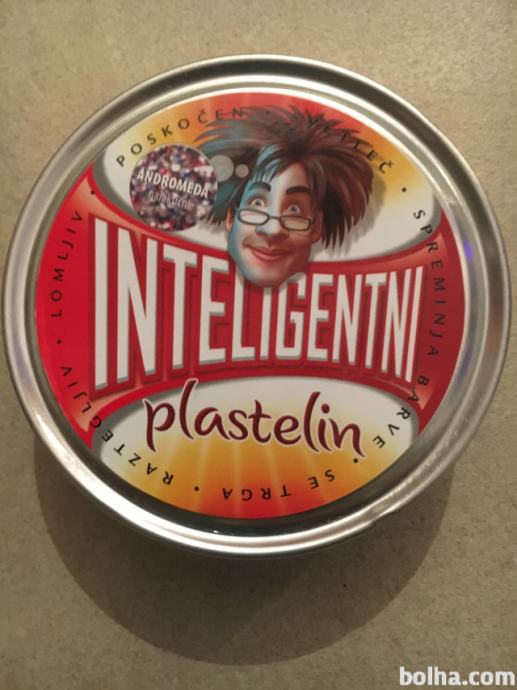 POSKOČEN
SPREMINJA BARVE • SE TRGA • RAZTEGLJIV • LOMLJIV •
ANDROMEDA
INTELIGENTNI
plastelin
bolha.com